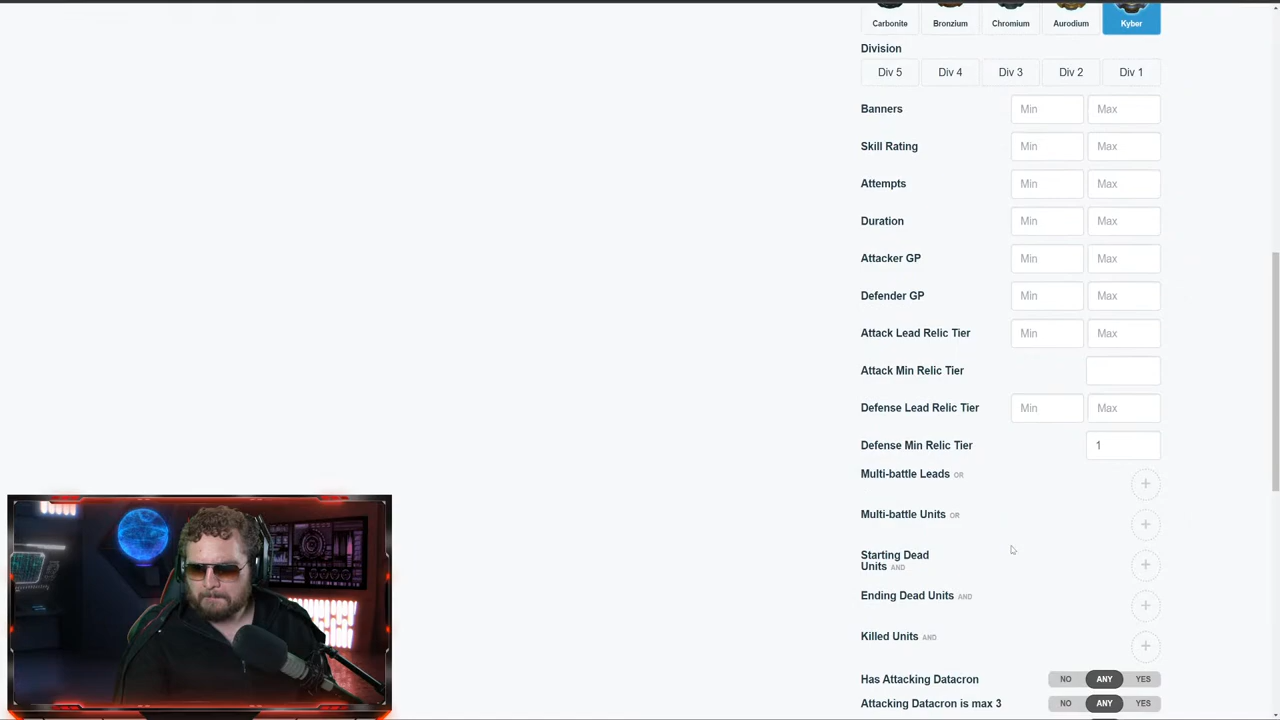 Carbonite Bronzium Chromium Aurodium Kyber
Division
Div 5 Div 4 Div 3 Div 2 Div 1
Banners Min Max
Skill Rating Min Max
Attempts Min Max
Duration Min Max
Attacker GP Min Max
Defender GP Min Max
Attack Lead Relic Tier Min Max
Attack Min Relic Tier
Defense Lead Relic Tier Min Max
Defense Min Relic Tier 1
Multi-battle Leads OR
Multi-battle Units OR
Starting Dead
Units AND
Ending Dead Units AND
Killed Units AND
Has Attacking Datacron NO ANY YES
Attacking Datacron is max 3 NO ANY YES